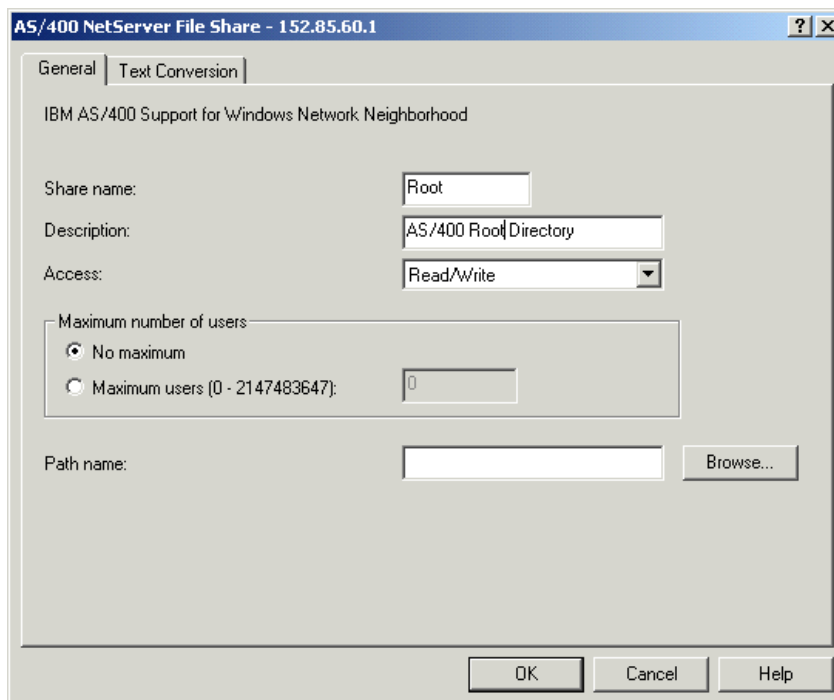 AS/400 NetServer File Share - 152.85.60.1
General Text Conversion
IBM AS/400 Support for Windows Network Neighborhood
Share name: Root
Description: AS/400 Root Directory
Access: Read/Write
Maximum number of users
No maximum
Maximum users (0 - 2147483647): 0
Path name: Browse...
OK Cancel Help